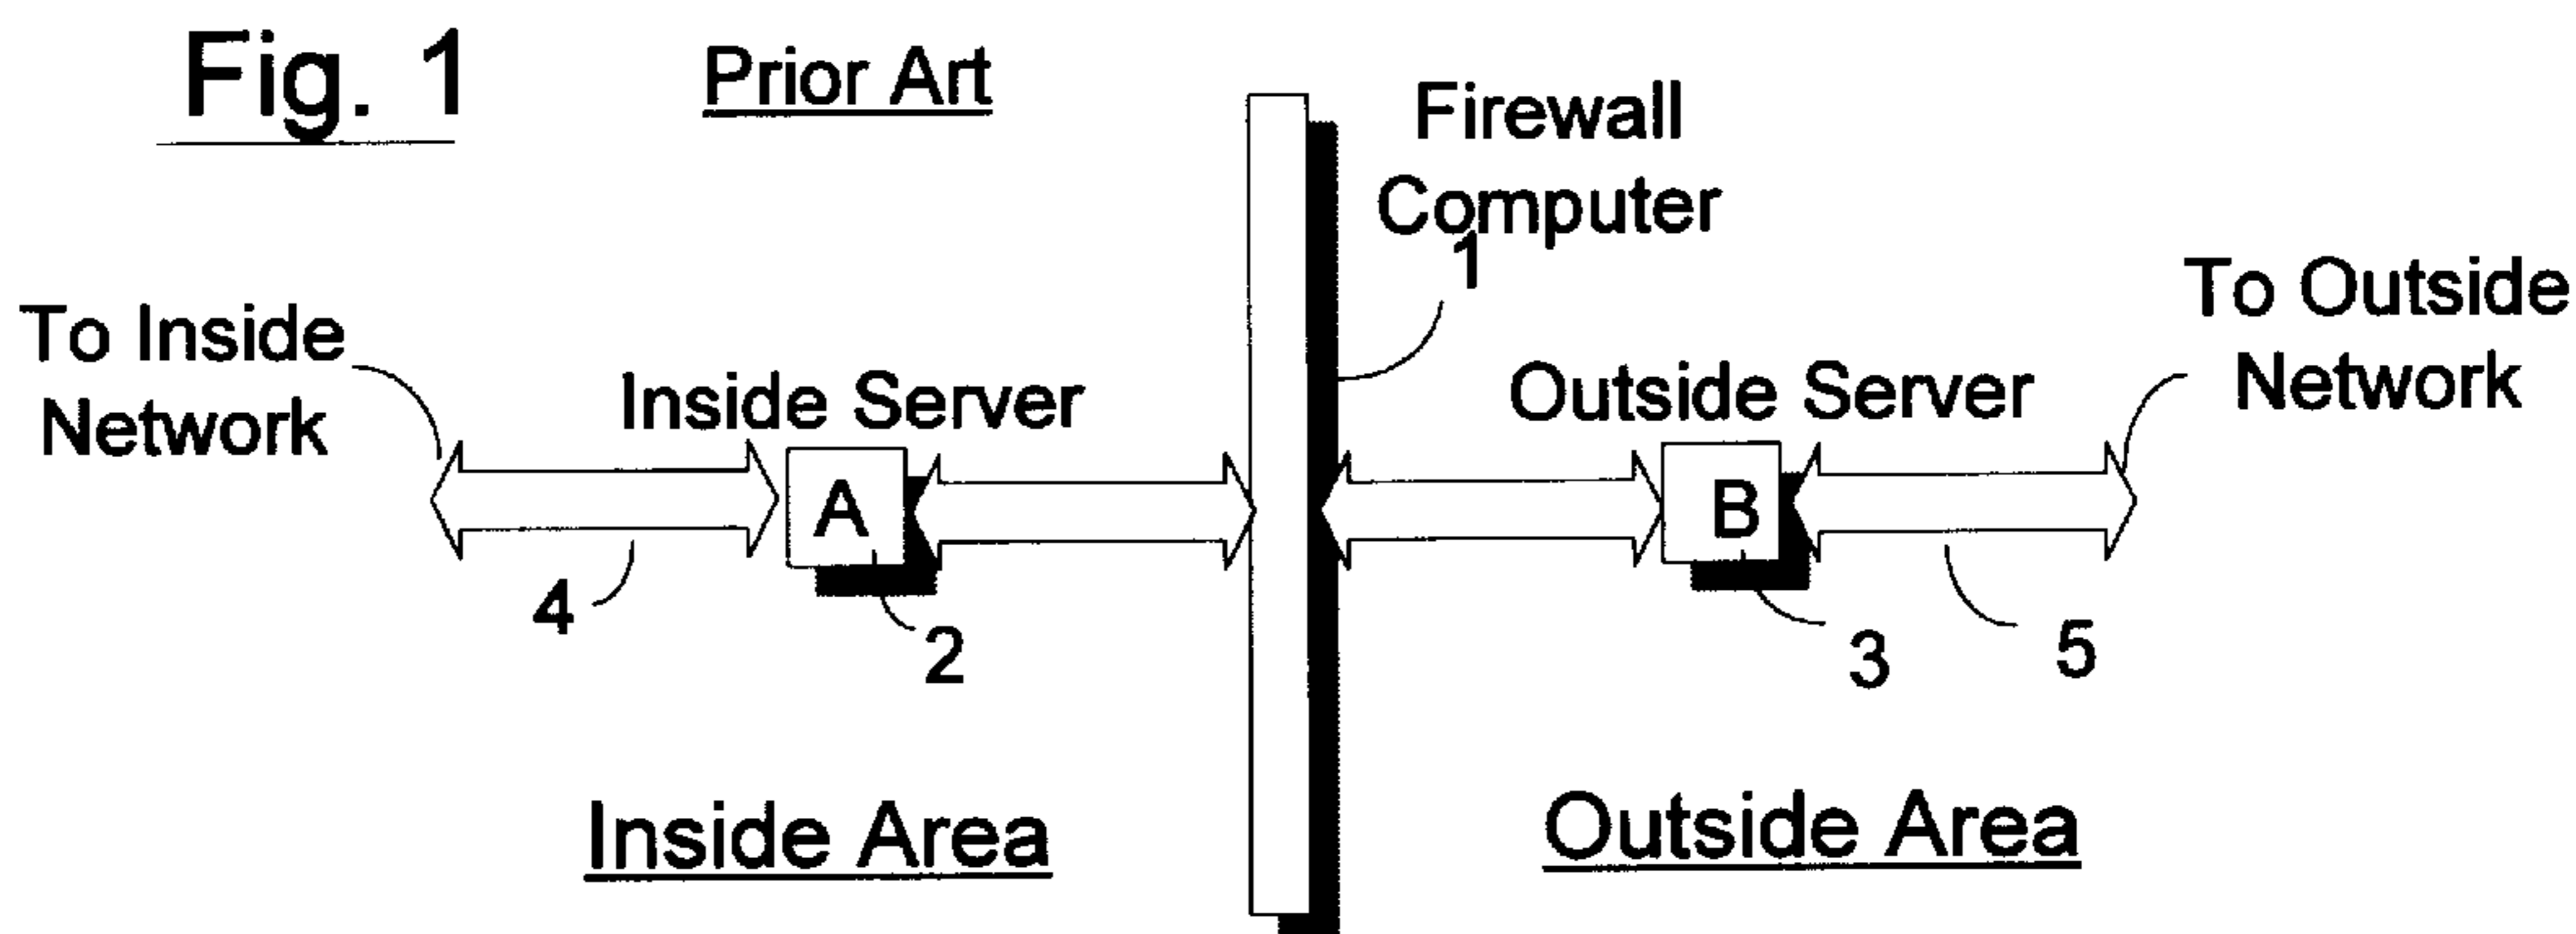 Fig. 1
Prior Art
Firewall
Computer
1
To Inside
Network
Inside Server
Outside Server
To Outside
Network
A
B
4
2
3
5
Inside Area
Outside Area